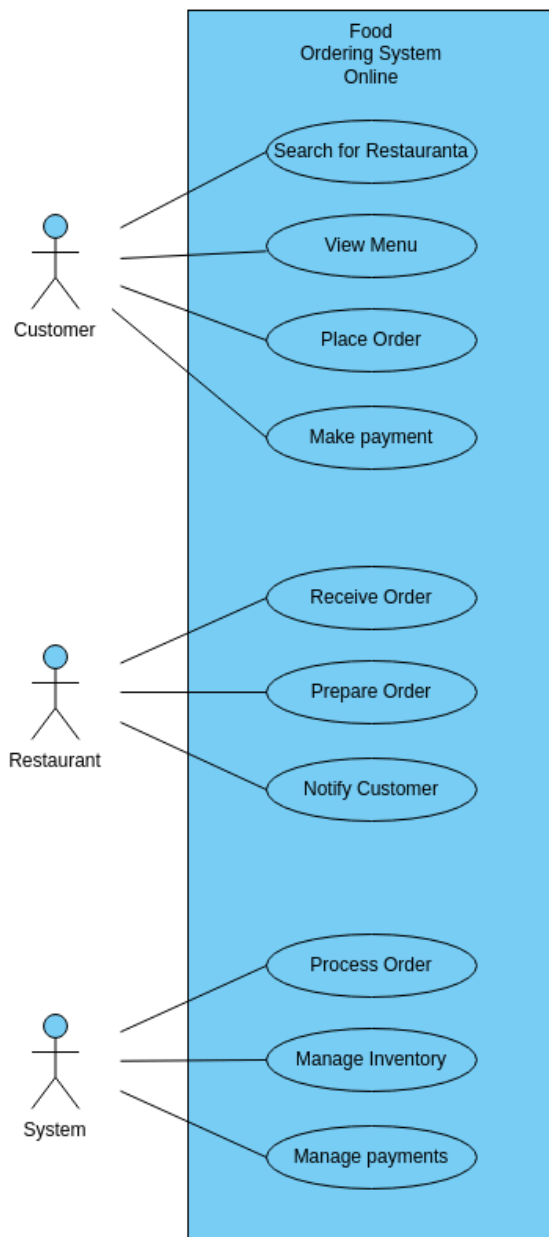 Food
Ordering System
Online
Search for Restauranta
View Menu
Place Order
Make payment
Customer
Receive Order
Prepare Order
Notify Customer
Restaurant
Process Order
Manage Inventory
Manage payments
System